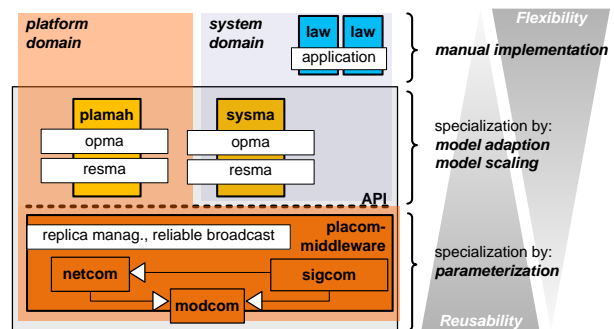 platform
domain
system
domain
law
law
application
Flexibility
manual implementation
plamah
opma
resma
sysma
opma
resma
specialization by:
model adaption
model scaling
API
placom-
middleware
replica manag., reliable broadcast
netcom
sigcom
modcom
specialization by:
parameterization
Reusability